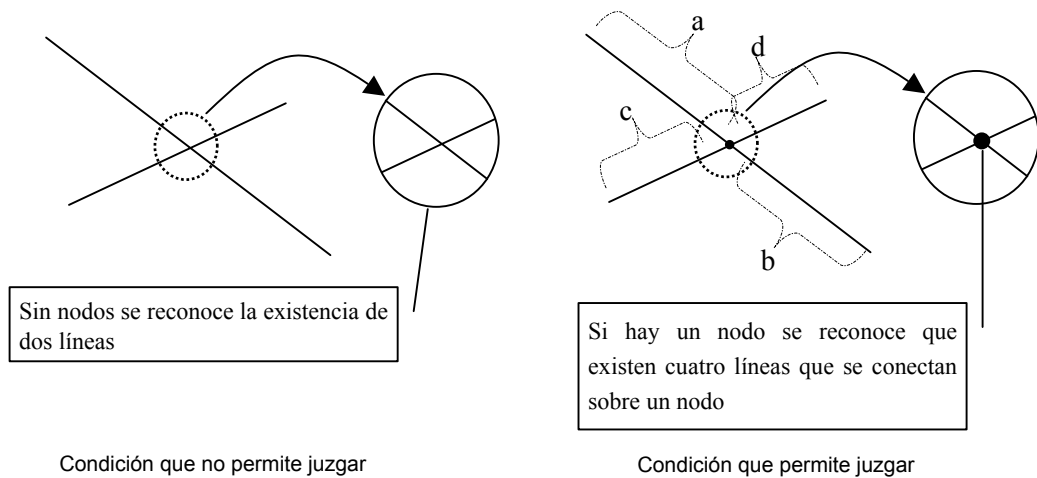 a
d
c
b
Sin nodos se reconoce la existencia de
dos líneas
Si hay un nodo se reconoce que
existen cuatro líneas que se conectan
sobre un nodo
Condición que no permite juzgar
Condición que permite juzgar